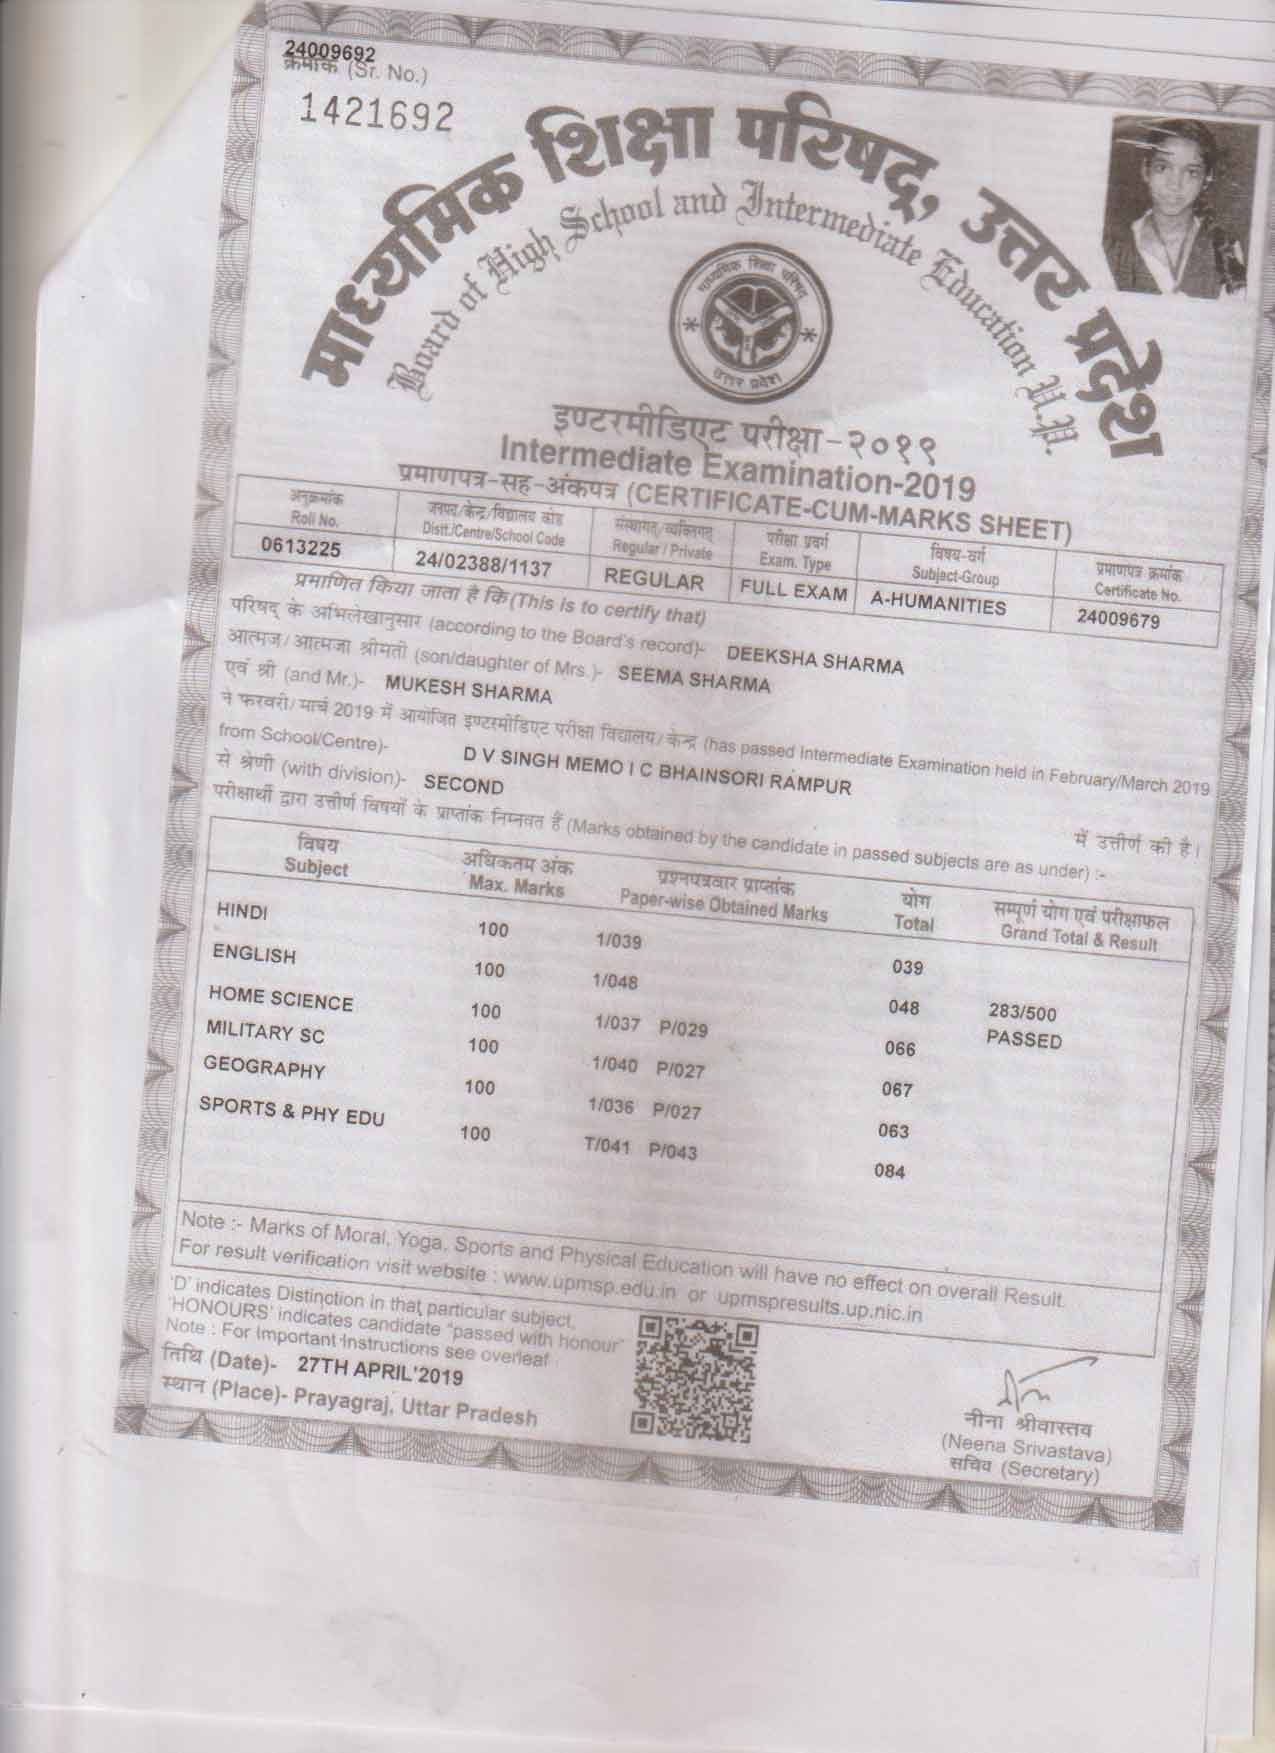 24009692
क्रमांक (Sr. No.)
1421692
माध्यमिक शिक्षा परिषद्, उत्तर प्रदेश
Board of High School and Intermediate Education U.P.
माध्यमिक शिक्षा परिषद
उत्तर प्रदेश
इण्टरमीडिएट परीक्षा-२०१९
Intermediate Examination-2019
प्रमाणपत्र-सह-अंकपत्र (CERTIFICATE-CUM-MARKS SHEET)
अनुक्रमांक जनपद/केन्द्र/विद्यालय कोड संस्थागत/व्यक्तिगत परीक्षा प्रवर्ग विषय-वर्ग प्रमाणपत्र क्रमांक
Roll No. Distt./Centre/School Code Regular / Private Exam. Type Subject-Group Certificate No.
0613225 24/02388/1137 REGULAR FULL EXAM A-HUMANITIES 24009679
प्रमाणित किया जाता है कि (This is to certify that)
परिषद् के अभिलेखानुसार (according to the Board's record)- DEEKSHA SHARMA
आत्मज/आत्मजा श्रीमती (son/daughter of Mrs.)- SEEMA SHARMA
एवं श्री (and Mr.)- MUKESH SHARMA
ने फरवरी/मार्च 2019 में आयोजित इण्टरमीडिएट परीक्षा विद्यालय/केन्द्र (has passed Intermediate Examination held in February/March 2019
from School/Centre)- D V SINGH MEMO I C BHAINSORI RAMPUR
से श्रेणी (with division)- SECOND में उत्तीर्ण की है।
परीक्षार्थी द्वारा उत्तीर्ण विषयों के प्राप्तांक निम्नवत हैं (Marks obtained by the candidate in passed subjects are as under) :-
विषय अधिकतम अंक प्रश्नपत्रवार प्राप्तांक योग सम्पूर्ण योग एवं परीक्षाफल
Subject Max. Marks Paper-wise Obtained Marks Total Grand Total & Result
HINDI 100 1/039 039
ENGLISH 100 1/048 048 283/500
HOME SCIENCE 100 1/037 P/029 066 PASSED
MILITARY SC 100 1/040 P/027 067
GEOGRAPHY 100 1/036 P/027 063
SPORTS & PHY EDU 100 T/041 P/043 084
Note :- Marks of Moral, Yoga, Sports and Physical Education will have no effect on overall Result.
For result verification visit website : www.upmsp.edu.in or upmspresults.up.nic.in
'D' indicates Distinction in that particular subject.
'HONOURS' indicates candidate "passed with honour"
Note : For Important Instructions see overleaf
तिथि (Date)- 27TH APRIL'2019
स्थान (Place)- Prayagraj, Uttar Pradesh
नीना श्रीवास्तव
(Neena Srivastava)
सचिव (Secretary)